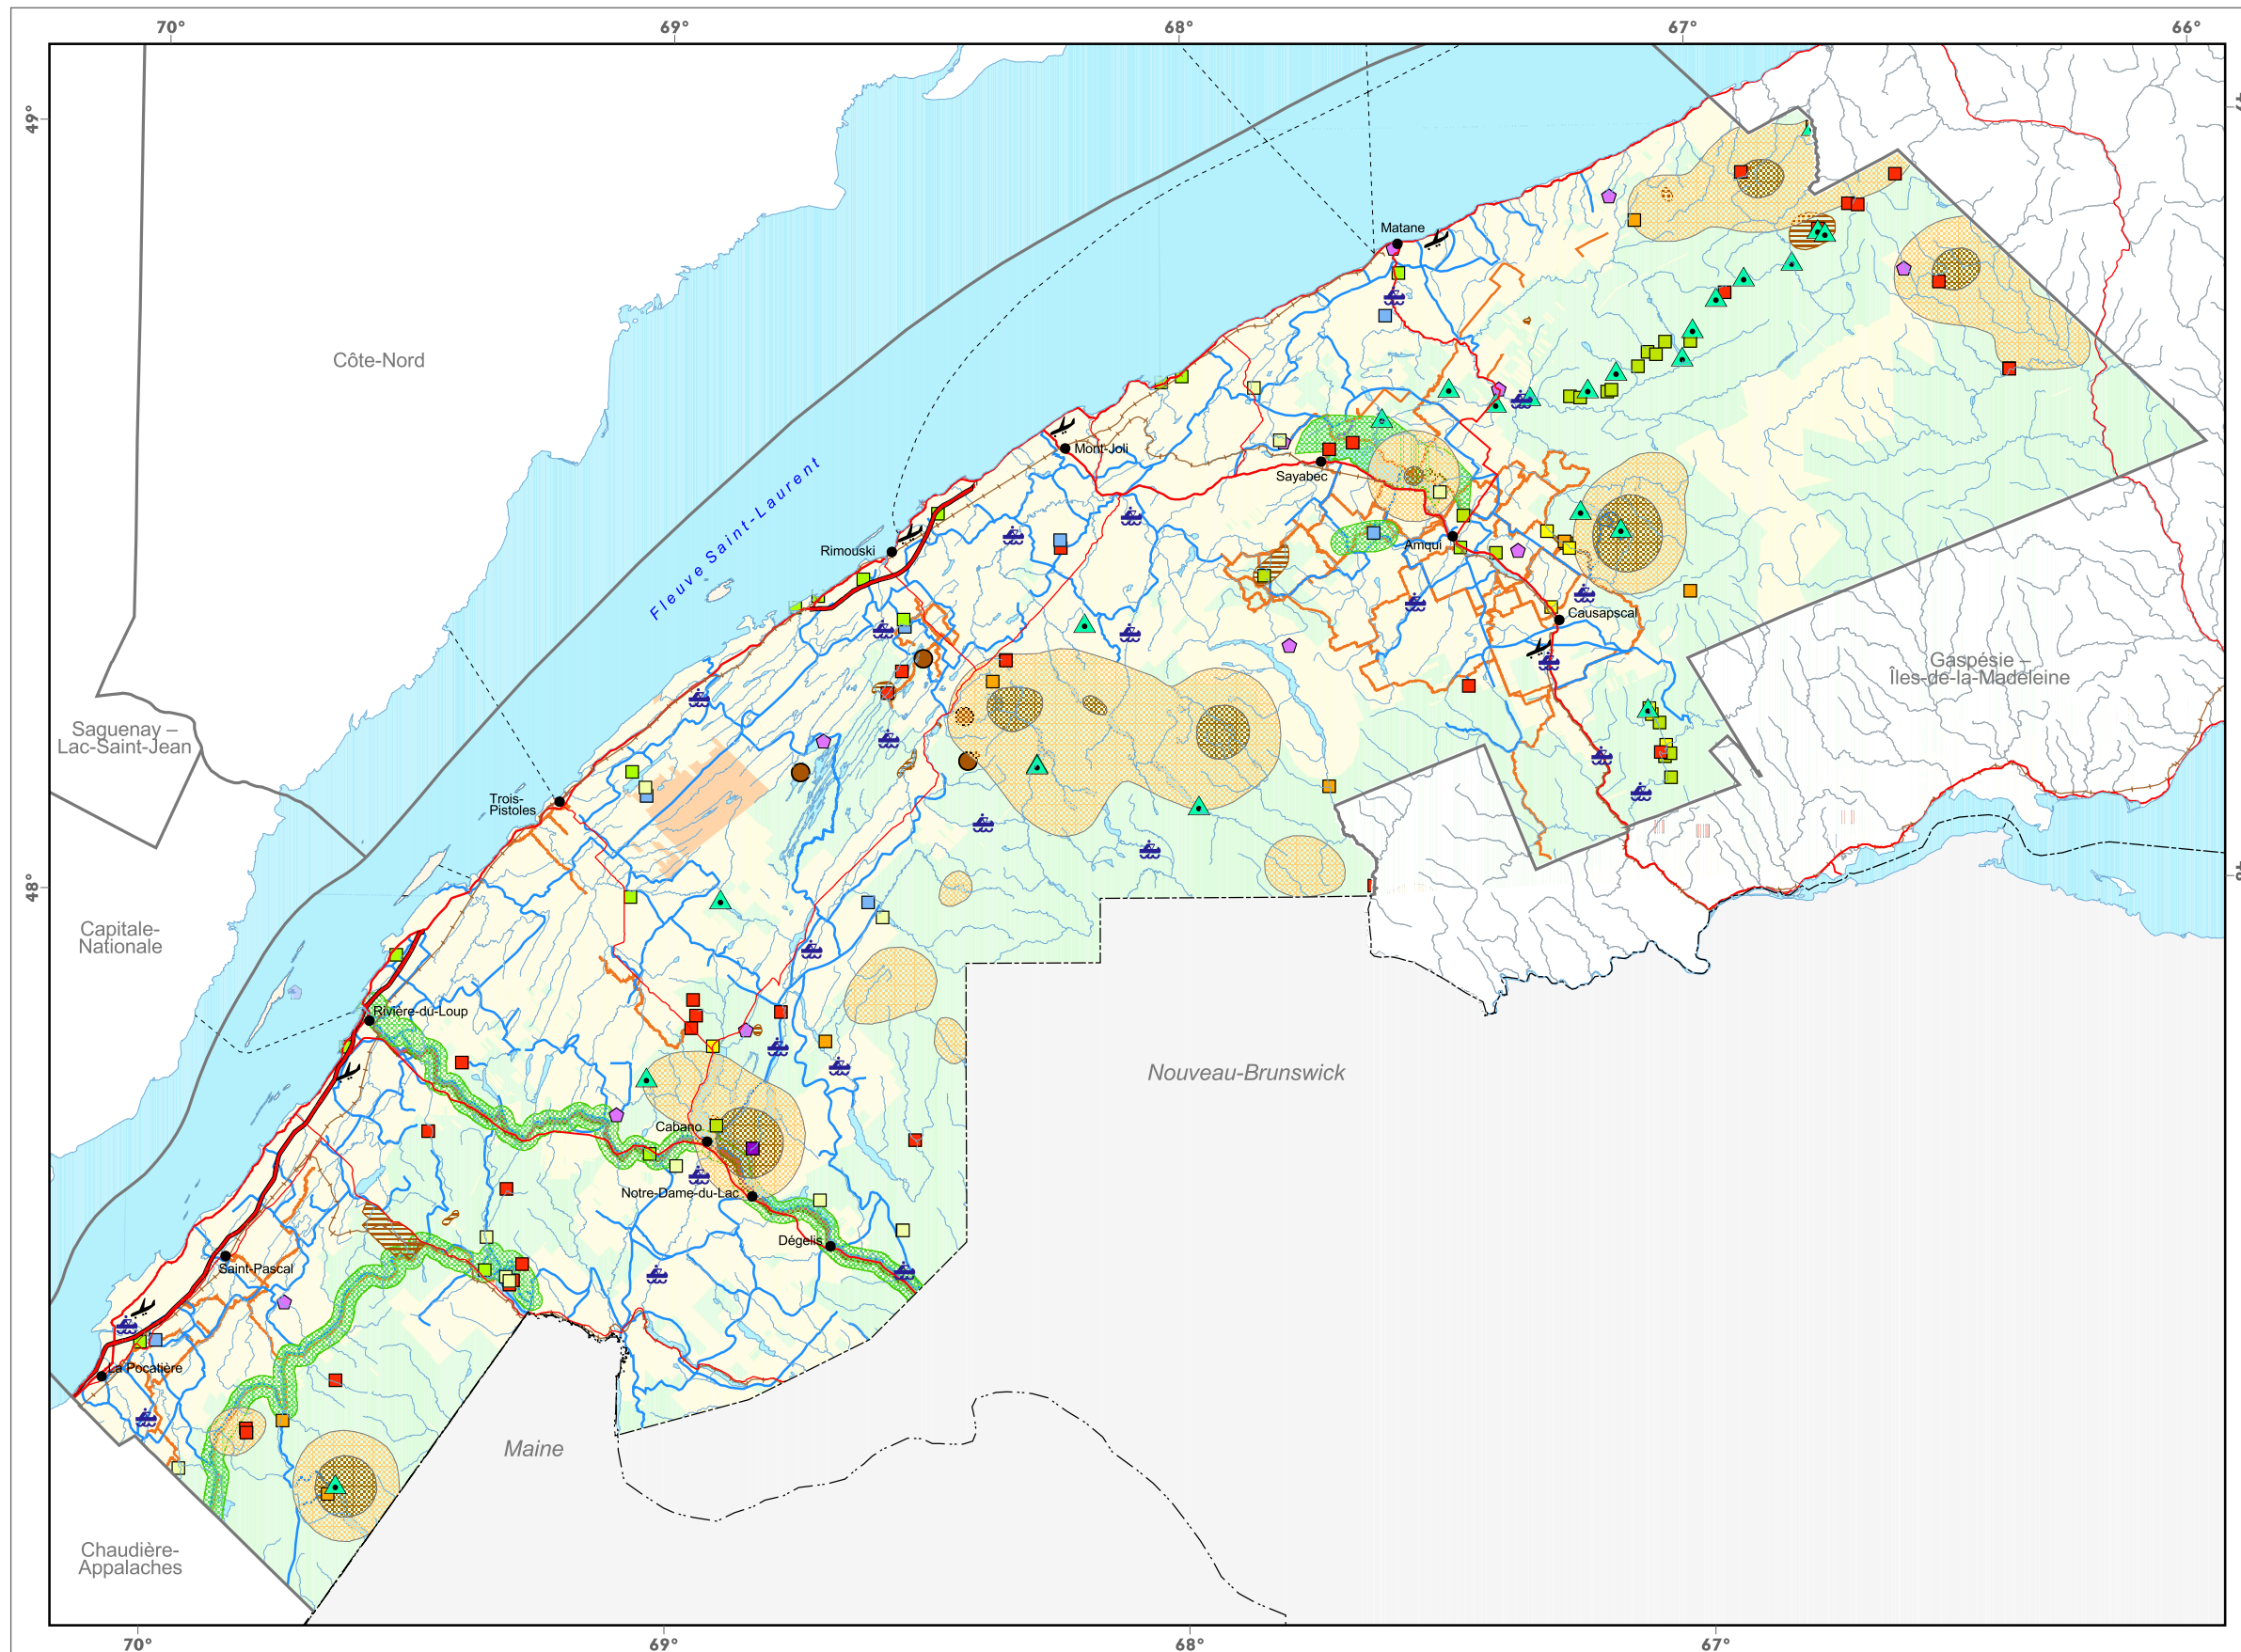 70°
69°
68°
67°
66°
49°
Matane
Côte-Nord
Mont-Joli
Sayabec
Fleuve Saint-Laurent
Rimouski
Amqui
Causapscal
Gaspésie –
Îles-de-la-Madeleine
Saguenay –
Lac-Saint-Jean
Trois-
Pistoles
48°
Capitale-
Nationale
Rivière-du-Loup
Nouveau-Brunswick
Cabano
Notre-Dame-du-Lac
Dégelis
Saint-Pascal
La Pocatière
Maine
Chaudière-
Appalaches
70°
69°
68°
67°